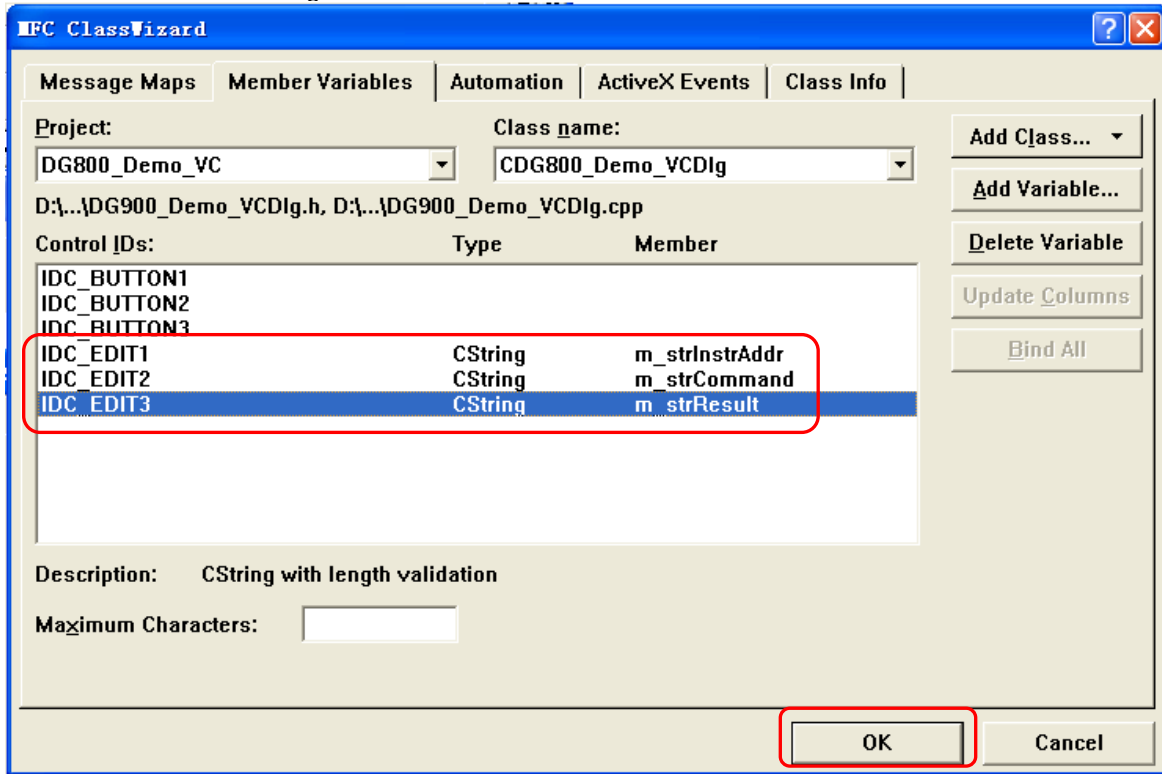 MFC ClassWizard
Message Maps Member Variables Automation ActiveX Events Class Info
Project: Class name:
Add Class...
DG800_Demo_VC CDG800_Demo_VCDlg
Add Variable...
D:\...\DG900_Demo_VCDlg.h, D:\...\DG900_Demo_VCDlg.cpp
Control IDs: Type Member
Delete Variable
IDC_BUTTON1
IDC_BUTTON2
Update Columns
IDC_BUTTON3
IDC_EDIT1 CString m_strInstrAddr
Bind All
IDC_EDIT2 CString m_strCommand
IDC_EDIT3 CString m_strResult
Description: CString with length validation
Maximum Characters:
OK Cancel